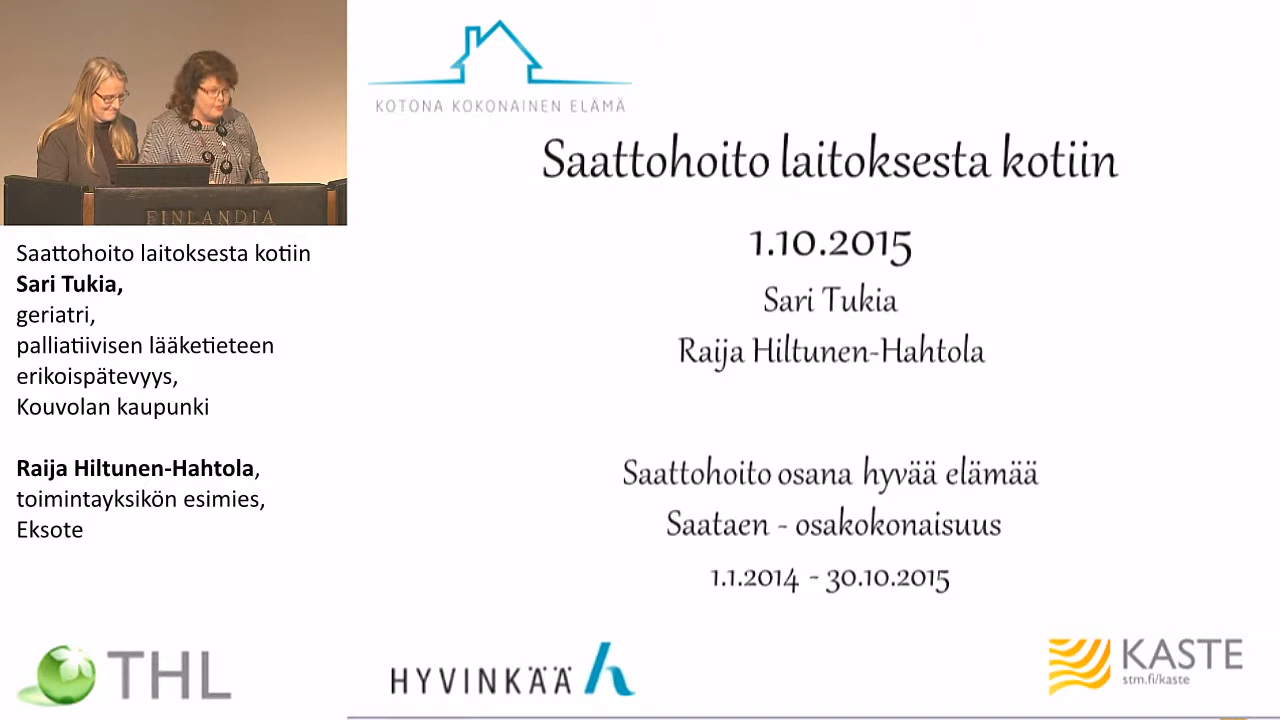 FINLANDIA
Saattohoito laitoksesta kotiin
Sari Tukia,
geriatri,
palliatiivisen lääketieteen
erikoispätevyys,
Kouvolan kaupunki
Raija Hiltunen-Hahtola,
toimintayksikön esimies,
Eksote
THL
KOTONA KOKONAINEN ELÄMÄ
Saattohoito laitoksesta kotiin
1.10.2015
Sari Tukia
Raija Hiltunen-Hahtola
Saattohoito osana hyvää elämää
Saataen - osakokonaisuus
1.1.2014 - 30.10.2015
HYVINKÄÄ h
KASTE
stm.fi/kaste